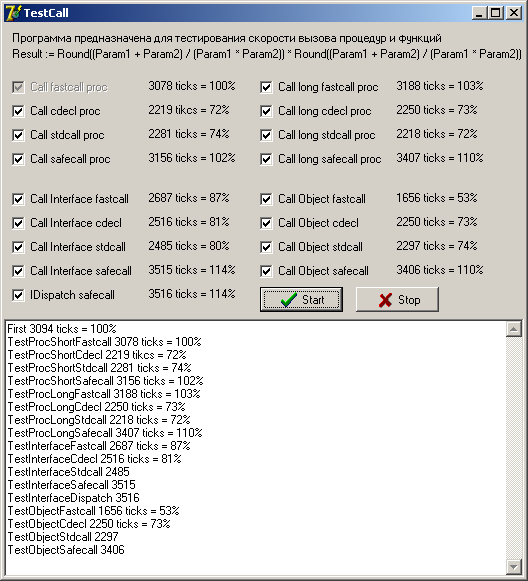 TestCall
Программа предназначена для тестирования скорости вызова процедур и функций
Result := Round((Param1 + Param2) / (Param1 * Param2)) * Round((Param1 + Param2) / (Param1 * Param2))
Call fastcall proc 3078 ticks = 100% Call long fastcall proc 3188 ticks = 103%
Call cdecl proc 2219 tikcs = 72% Call long cdecl proc 2250 ticks = 73%
Call stdcall proc 2281 ticks = 74% Call long stdcall proc 2218 ticks = 72%
Call safecall proc 3156 ticks = 102% Call long safecall proc 3407 ticks = 110%
Call Interface fastcall 2687 ticks = 87% Call Object fastcall 1656 ticks = 53%
Call Interface cdecl 2516 ticks = 81% Call Object cdecl 2250 ticks = 73%
Call Interface stdcall 2485 ticks = 80% Call Object stdcall 2297 ticks = 74%
Call Interface safecall 3515 ticks = 114% Call Object safecall 3406 ticks = 110%
IDispatch safecall 3516 ticks = 114% Start Stop
First 3094 ticks = 100%
TestProcShortFastcall 3078 ticks = 100%
TestProcShortCdecl 2219 tikcs = 72%
TestProcShortStdcall 2281 ticks = 74%
TestProcShortSafecall 3156 ticks = 102%
TestProcLongFastcall 3188 ticks = 103%
TestProcLongCdecl 2250 ticks = 73%
TestProcLongStdcall 2218 ticks = 72%
TestProcLongSafecall 3407 ticks = 110%
TestInterfaceFastcall 2687 ticks = 87%
TestInterfaceCdecl 2516 ticks = 81%
TestInterfaceStdcall 2485
TestInterfaceSafecall 3515
TestInterfaceDispatch 3516
TestObjectFastcall 1656 ticks = 53%
TestObjectCdecl 2250 ticks = 73%
TestObjectStdcall 2297
TestObjectSafecall 3406